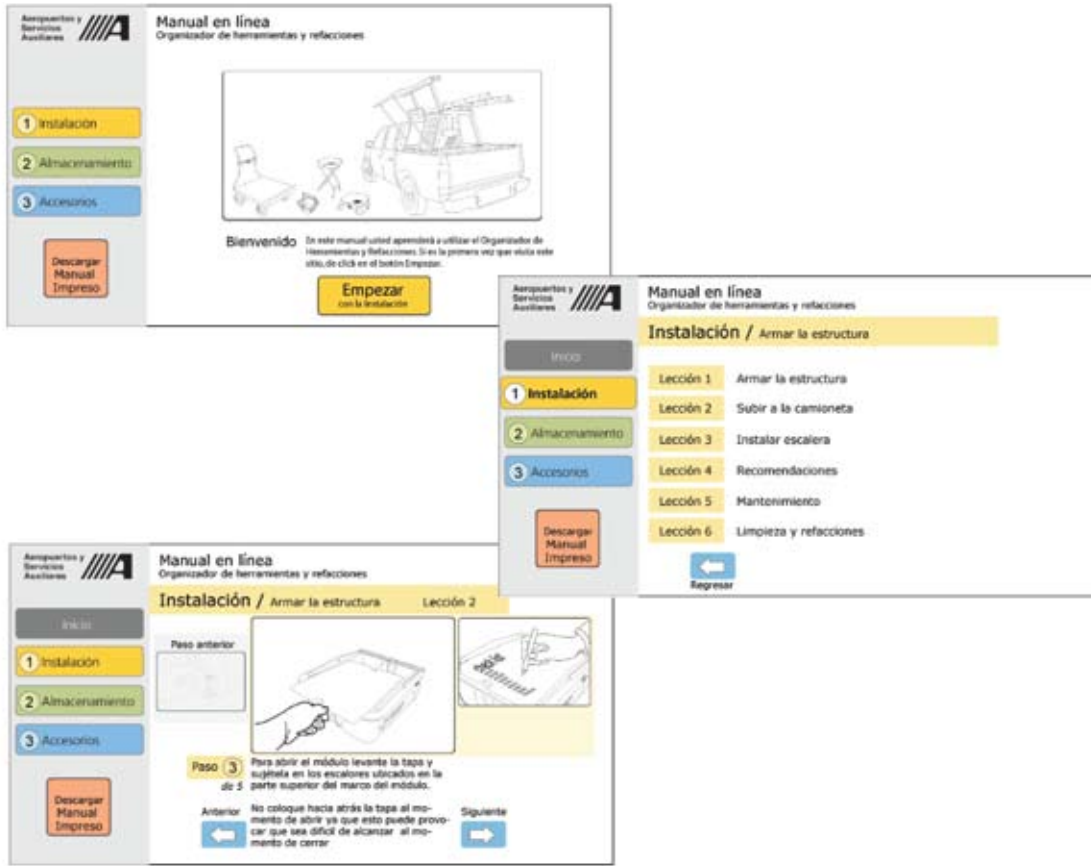 Aeropuertos y
Servicios
Auxiliares
Manual en línea
Organizador de herramientas y refacciones
1 Instalación
2 Almacenamiento
3 Accesorios
Descargar
Manual
Impreso
Bienvenido
In este manual usted aprenderá a utilizar el Organizador de
Herramientas y Refacciones. Si es la primera vez que visita este
sitio, de click en el botón Empezar.
Empezar
con la Instalación
Aeropuertos y
Servicios
Auxiliares
Manual en línea
Organizador de herramientas y refacciones
Instalación / Armar la estructura
Inicio
1 Instalación
2 Almacenamiento
3 Accesorios
Descargar
Manual
Impreso
Lección 1 Armar la estructura
Lección 2 Subir a la camioneta
Lección 3 Instalar escalera
Lección 4 Recomendaciones
Lección 5 Mantenimiento
Lección 6 Limpieza y refacciones
Regresar
Aeropuertos y
Servicios
Auxiliares
Manual en línea
Organizador de herramientas y refacciones
Instalación / Armar la estructura Lección 2
Inicio
1 Instalación
2 Almacenamiento
3 Accesorios
Descargar
Manual
Impreso
Paso anterior
Paso 3
de 5
Para abrir el módulo levante la tapa y
sujétela en los escalores ubicados en la
parte superior del marco del módulo.
No coloque hacia atrás la tapa al mo-
mento de abrir ya que esto puede provo-
car que sea dificil de alcanzar al mo-
mento de cerrar
Anterior
Siguiente